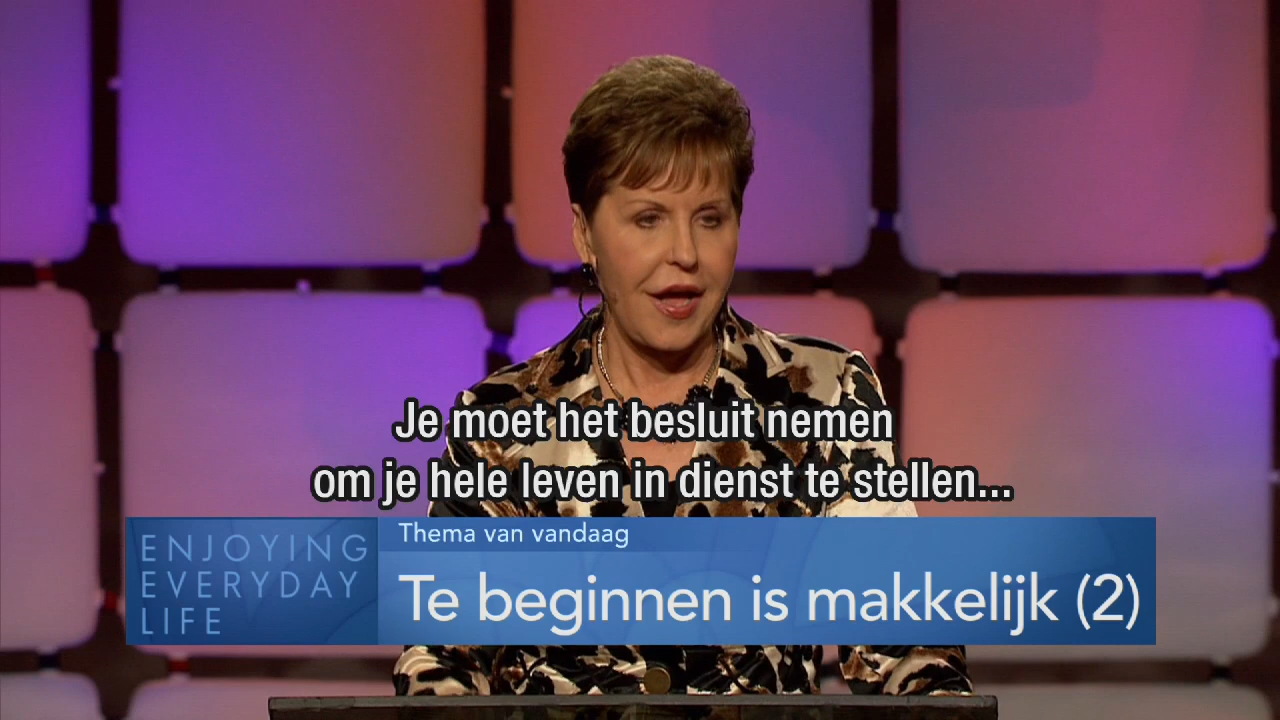 Je moet het besluit nemen
om je hele leven in dienst te stellen...
Thema van vandaag
ENJOYING
EVERYDAY
LIFE
Te beginnen is makkelijk (2)